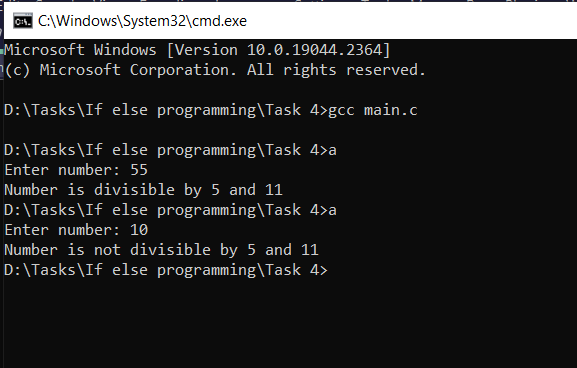 C:\Windows\System32\cmd.exe
Microsoft Windows [Version 10.0.19044.2364]
(c) Microsoft Corporation. All rights reserved.
D:\Tasks\If else programming\Task 4>gcc main.c
D:\Tasks\If else programming\Task 4>a
Enter number: 55
Number is divisible by 5 and 11
D:\Tasks\If else programming\Task 4>a
Enter number: 10
Number is not divisible by 5 and 11
D:\Tasks\If else programming\Task 4>